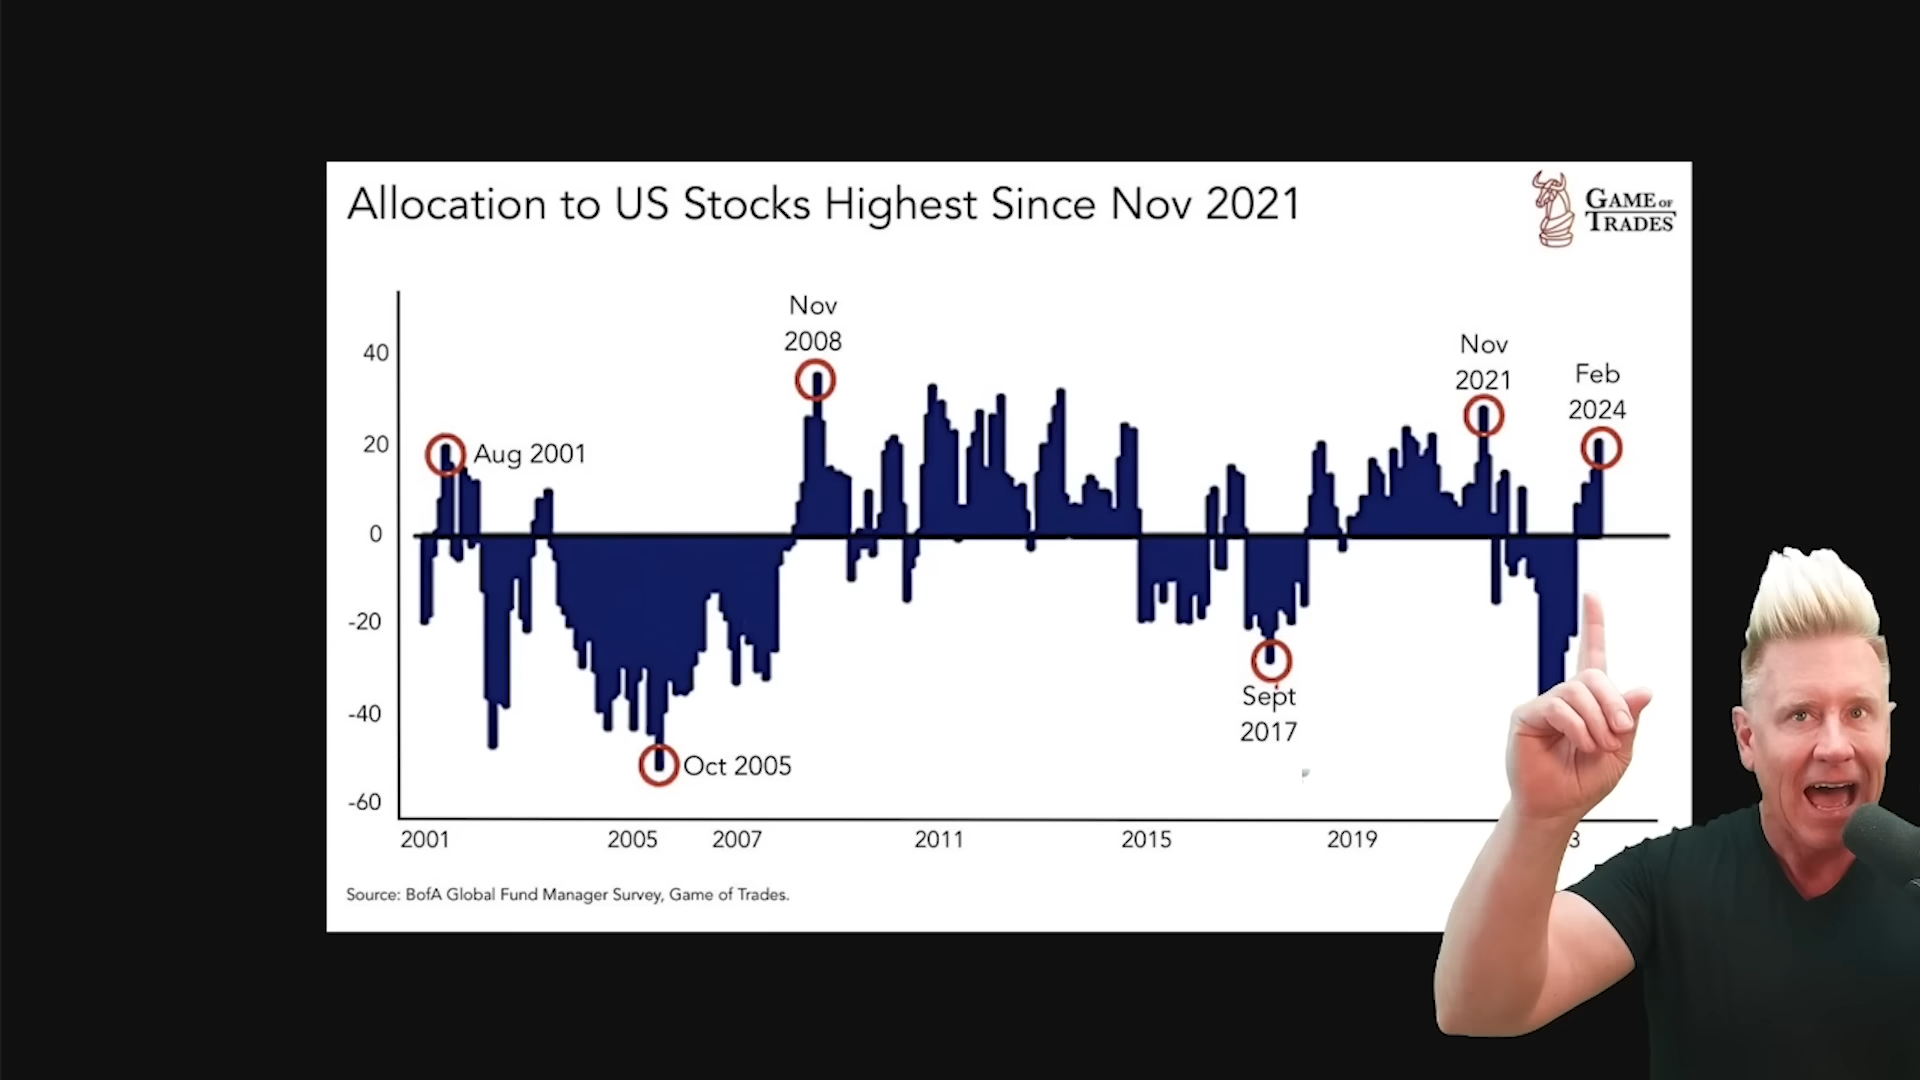 Allocation to US Stocks Highest Since Nov 2021
GAME OF
TRADES
Nov
2008
Nov
2021
Feb
2024
Aug 2001
Sept
2017
Oct 2005
40
20
0
-20
-40
-60
2001 2005 2007 2011 2015 2019
Source: BofA Global Fund Manager Survey, Game of Trades.